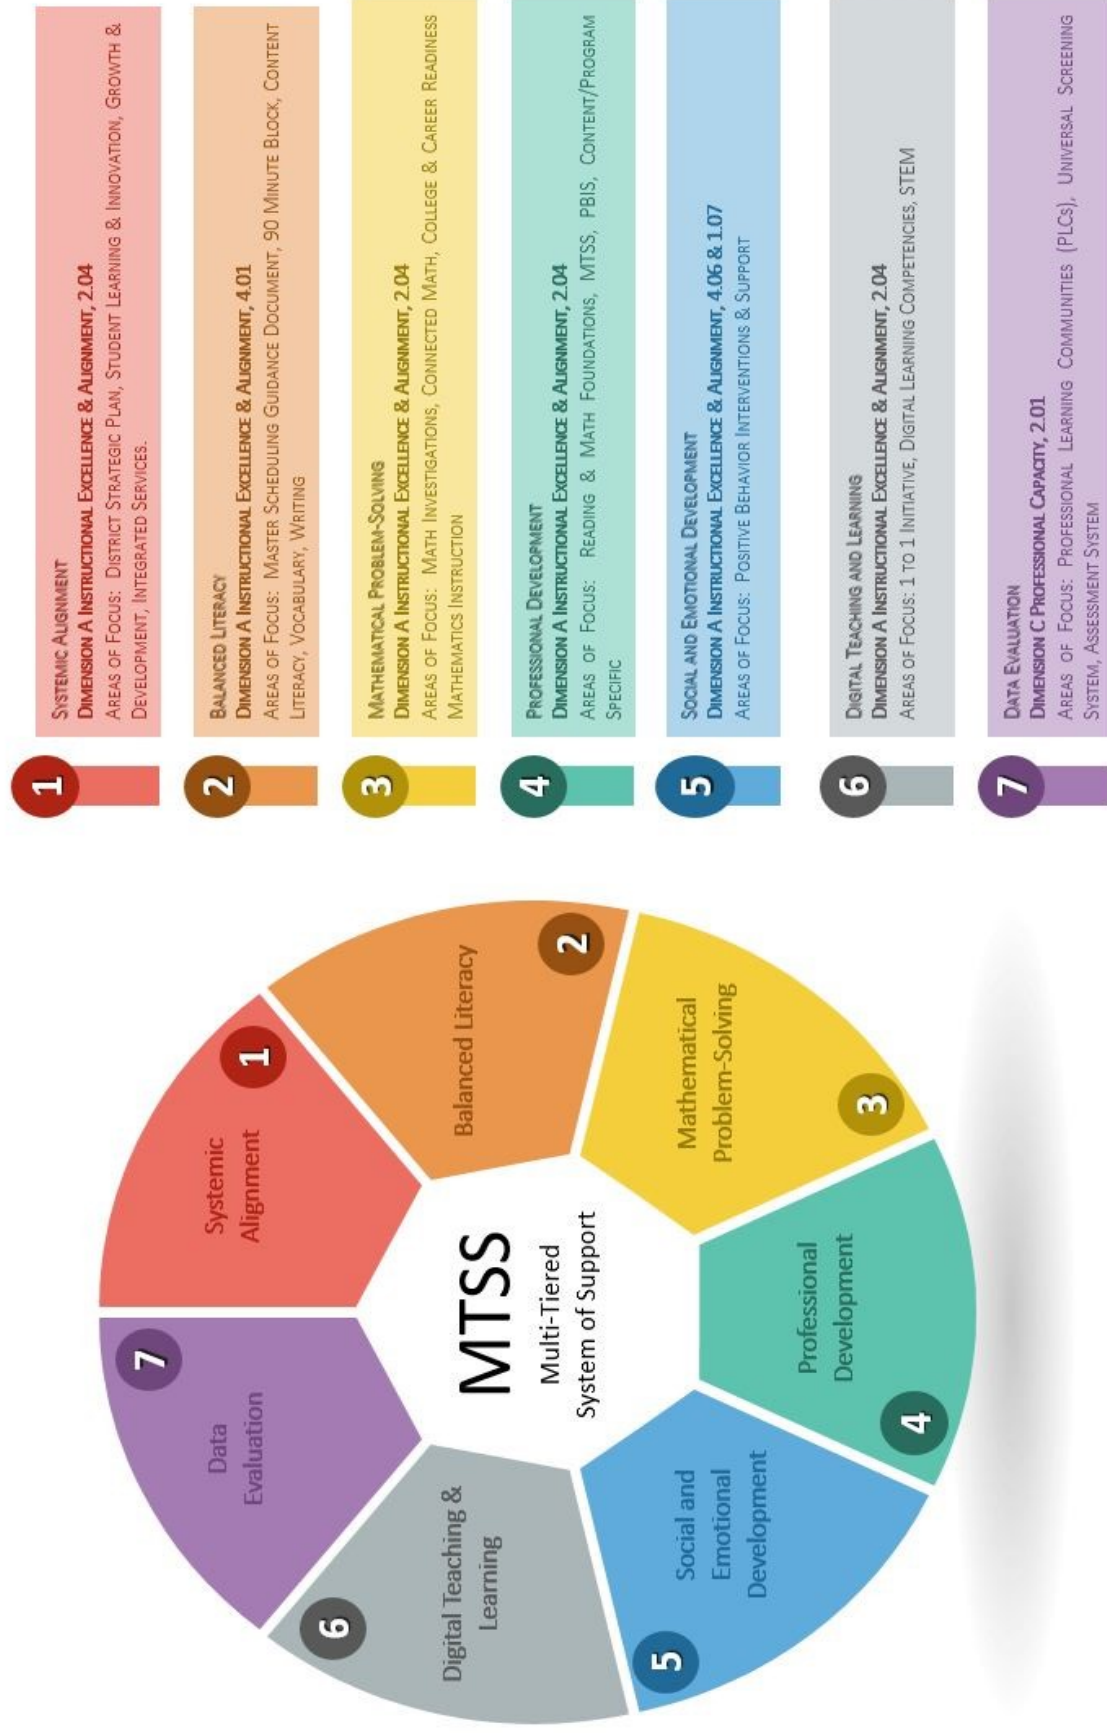 MTSS
Multi-Tiered
System of Support
1
Systemic
Alignment
2
Balanced Literacy
3
Mathematical
Problem-Solving
4
Professional
Development
5
Social and
Emotional
Development
6
Digital Teaching &
Learning
7
Data
Evaluation
1
SYSTEMIC ALIGNMENT
DIMENSION A INSTRUCTIONAL EXCELLENCE & ALIGNMENT, 2.04
AREAS OF FOCUS: DISTRICT STRATEGIC PLAN, STUDENT LEARNING & INNOVATION, GROWTH &
DEVELOPMENT, INTEGRATED SERVICES.
2
BALANCED LITERACY
DIMENSION A INSTRUCTIONAL EXCELLENCE & ALIGNMENT, 4.01
AREAS OF FOCUS: MASTER SCHEDULING GUIDANCE DOCUMENT, 90 MINUTE BLOCK, CONTENT
LITERACY, VOCABULARY, WRITING
3
MATHEMATICAL PROBLEM-SOLVING
DIMENSION A INSTRUCTIONAL EXCELLENCE & ALIGNMENT, 2.04
AREAS OF FOCUS: MATH INVESTIGATIONS, CONNECTED MATH, COLLEGE & CAREER READINESS
MATHEMATICS INSTRUCTION
4
PROFESSIONAL DEVELOPMENT
DIMENSION A INSTRUCTIONAL EXCELLENCE & ALIGNMENT, 2.04
AREAS OF FOCUS: READING & MATH FOUNDATIONS, MTSS, PBIS, CONTENT/PROGRAM
SPECIFIC
5
SOCIAL AND EMOTIONAL DEVELOPMENT
DIMENSION A INSTRUCTIONAL EXCELLENCE & ALIGNMENT, 4.06 & 1.07
AREAS OF FOCUS: POSITIVE BEHAVIOR INTERVENTIONS & SUPPORT
6
DIGITAL TEACHING AND LEARNING
DIMENSION A INSTRUCTIONAL EXCELLENCE & ALIGNMENT, 2.04
AREAS OF FOCUS: 1 TO 1 INITIATIVE, DIGITAL LEARNING COMPETENCIES, STEM
7
DATA EVALUATION
DIMENSION C PROFESSIONAL CAPACITY, 2.01
AREAS OF FOCUS: PROFESSIONAL LEARNING COMMUNITIES (PLCS), UNIVERSAL SCREENING
SYSTEM, ASSESSMENT SYSTEM